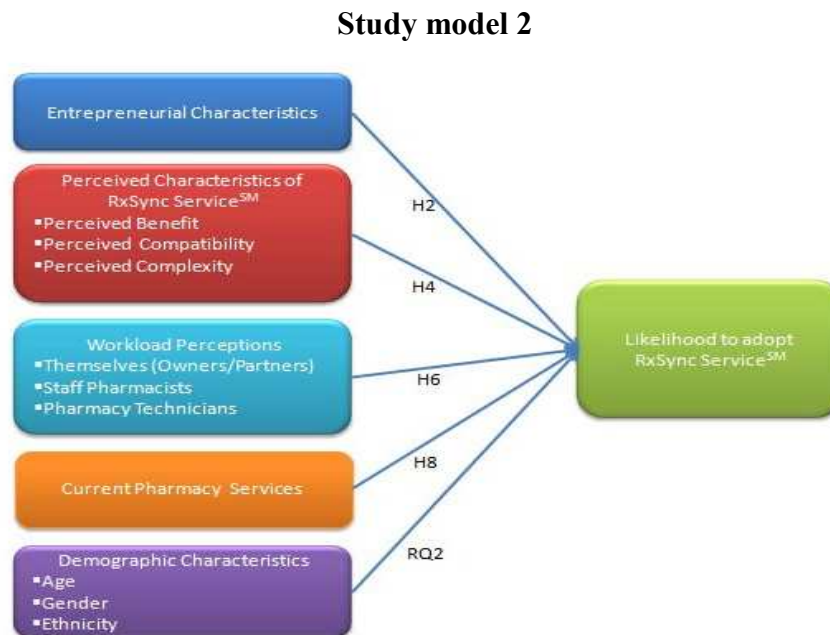 Study model 2
Entrepreneurial Characteristics
Perceived Characteristics of
RxSync Service℠
▪Perceived Benefit
▪Perceived Compatibility
▪Perceived Complexity
Workload Perceptions
▪Themselves (Owners/Partners)
▪Staff Pharmacists
▪Pharmacy Technicians
Current Pharmacy Services
Demographic Characteristics
▪Age
▪Gender
▪Ethnicity
H2
H4
H6
H8
RQ2
Likelihood to adopt
RxSync Service℠